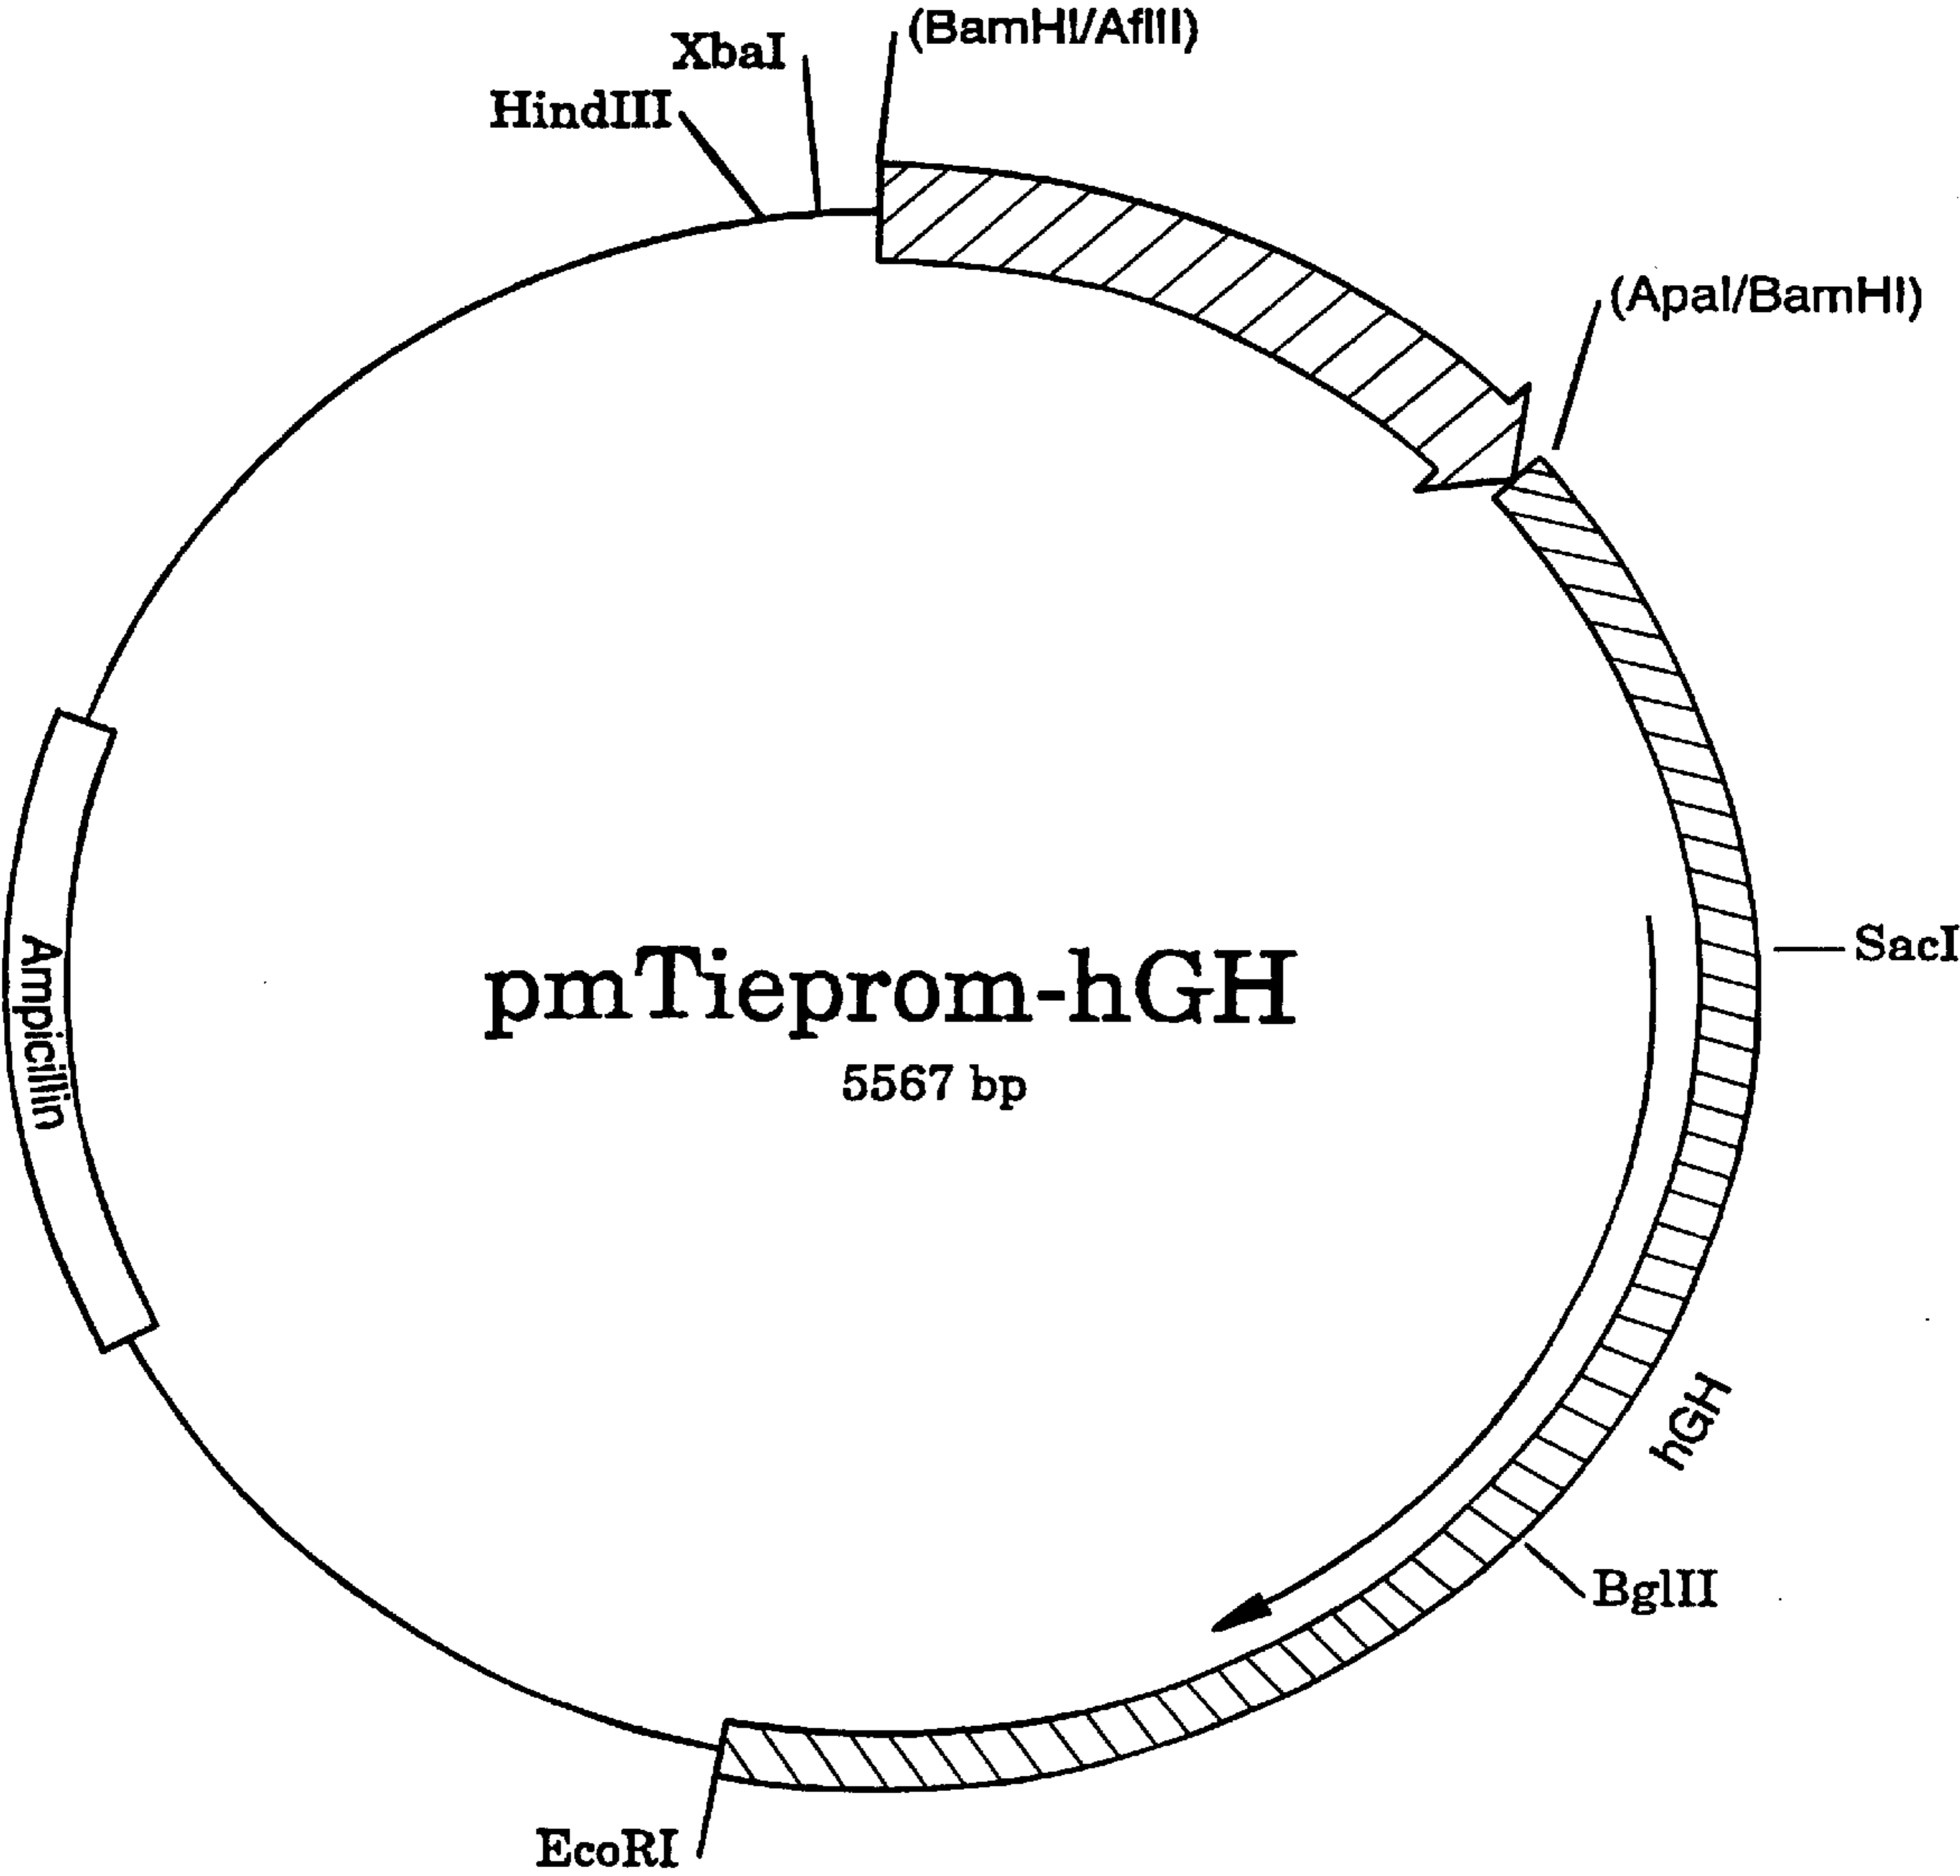 (BamHI/AflII)
XbaI
HindIII
(ApaI/BamHI)
SacI
pmTieprom-hGH
5567 bp
Ampicillin
hGH
BglII
EcoRI